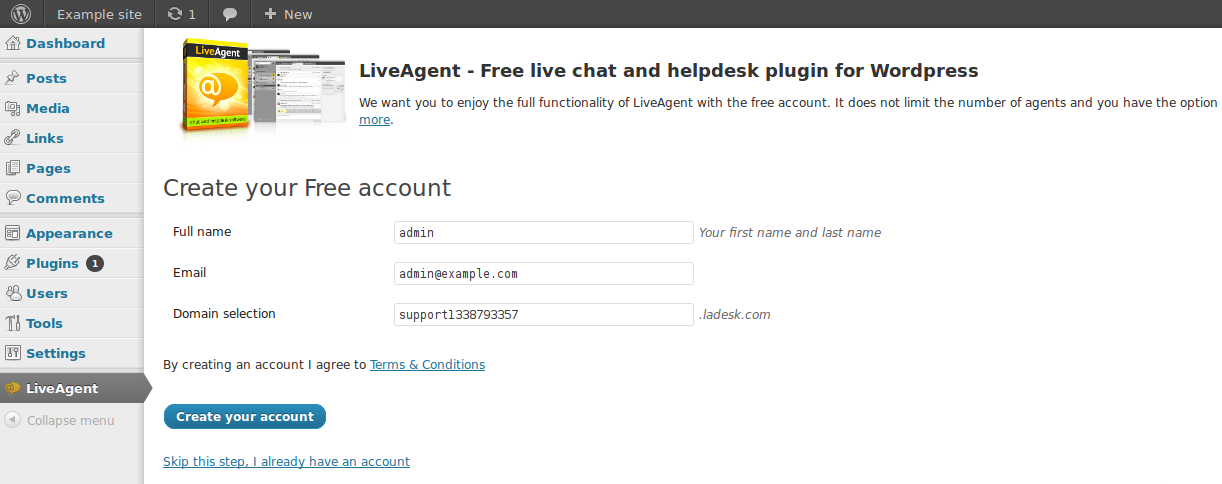 Example site 1 + New
Dashboard
Posts
Media
Links
Pages
Comments
Appearance
Plugins 1
Users
Tools
Settings
LiveAgent
Collapse menu
LiveAgent
@
chat and helpdesk software
LiveAgent - Free live chat and helpdesk plugin for Wordpress
We want you to enjoy the full functionality of LiveAgent with the free account. It does not limit the number of agents and you have the option
more.
Create your Free account
Full name admin Your first name and last name
Email admin@example.com
Domain selection support1338793357 .ladesk.com
By creating an account I agree to Terms & Conditions
Create your account
Skip this step, I already have an account